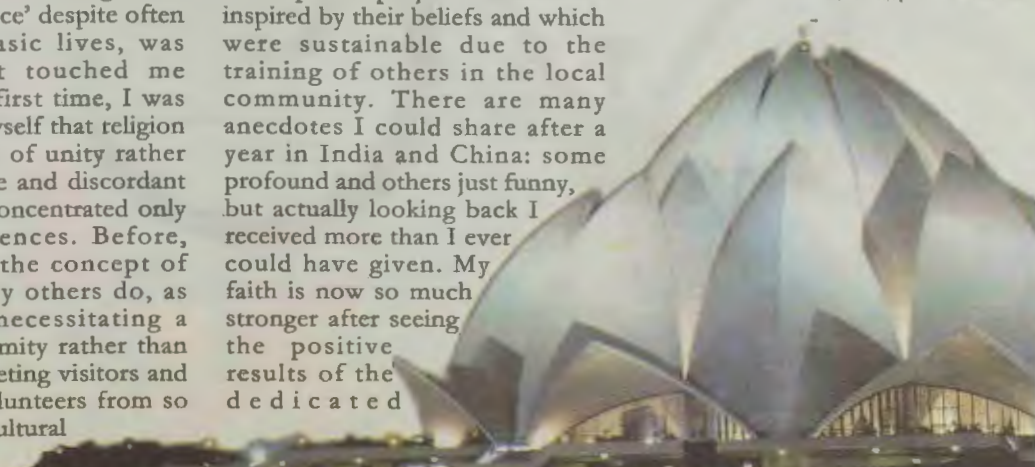 ce' despite often
asic lives, was
t touched me
first time, I was
yself that religion
of unity rather
e and discordant
oncentrated only
ences. Before,
the concept of
y others do, as
necessitating a
mity rather than
eting visitors and
lunteers from so
ultural
inspired by their beliefs and which
were sustainable due to the
training of others in the local
community. There are many
anecdotes I could share after a
year in India and China: some
profound and others just funny,
but actually looking back I
received more than I ever
could have given. My
faith is now so much
stronger after seeing
the positive
results of the
dedicated